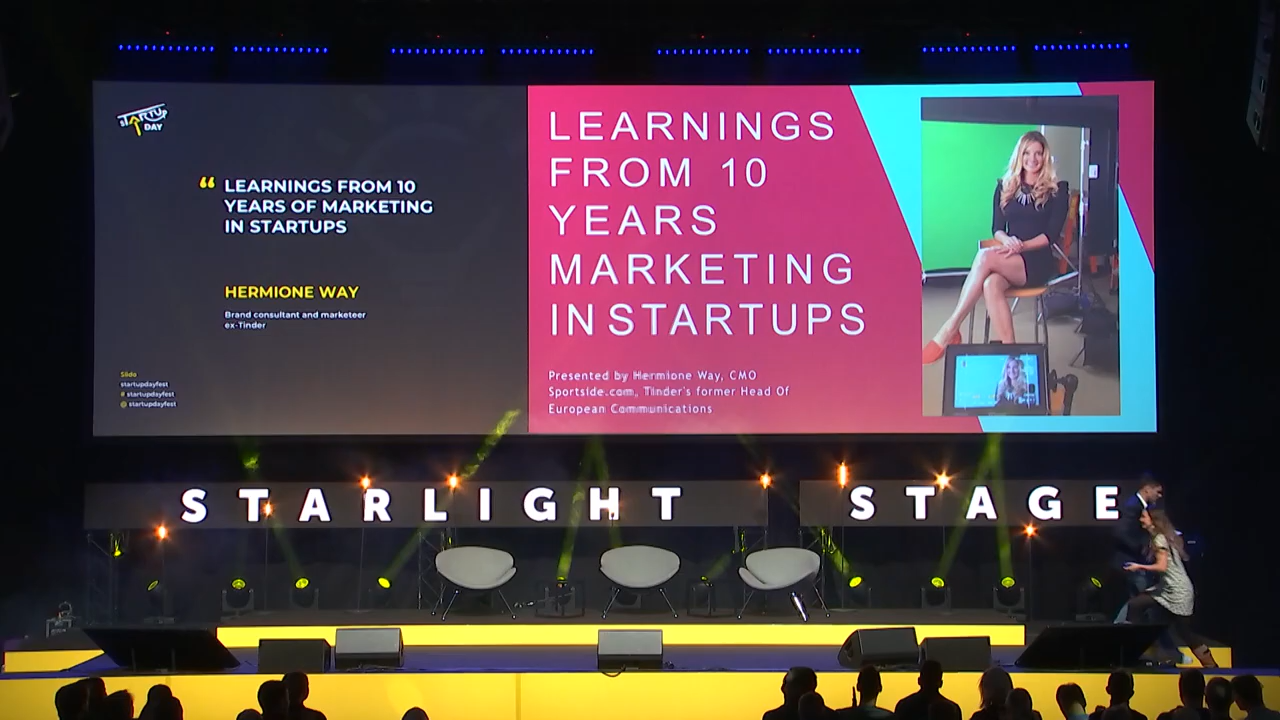 STARTUP
DAY
“ LEARNINGS FROM 10
YEARS OF MARKETING
IN STARTUPS
HERMIONE WAY
Brand consultant and marketeer
ex-Tinder
Slido
startupdayfest
# startupdayfest
@ startupdayfest
LEARNINGS
FROM 10
YEARS
MARKETING
IN STARTUPS
Presented by Hermione Way, CMO
Sportside.com, Tinder's former Head Of
European Communications
STARLIGHT STAGE